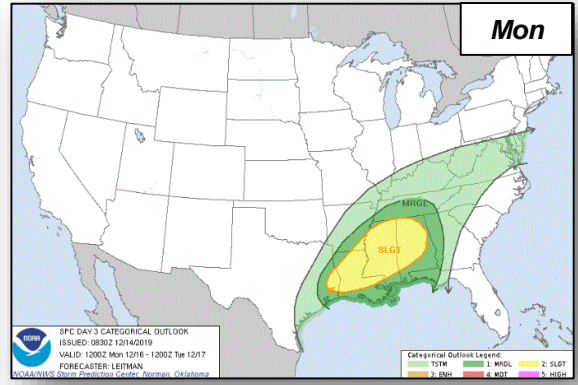 Mon
MRGL
SLGT
NOAA
SPC DAY 3 CATEGORICAL OUTLOOK
ISSUED: 0830Z 12/14/2019
VALID: 1200Z Mon 12/16 - 1200Z Tue 12/17
FORECASTER: LEITMAN
NOAA/NWS Storm Prediction Center, Norman, Oklahoma
Categorical Outlook Legend:
TSTM 1: MRGL 2: SLGT
3: ENH 4: MDT 5: HIGH